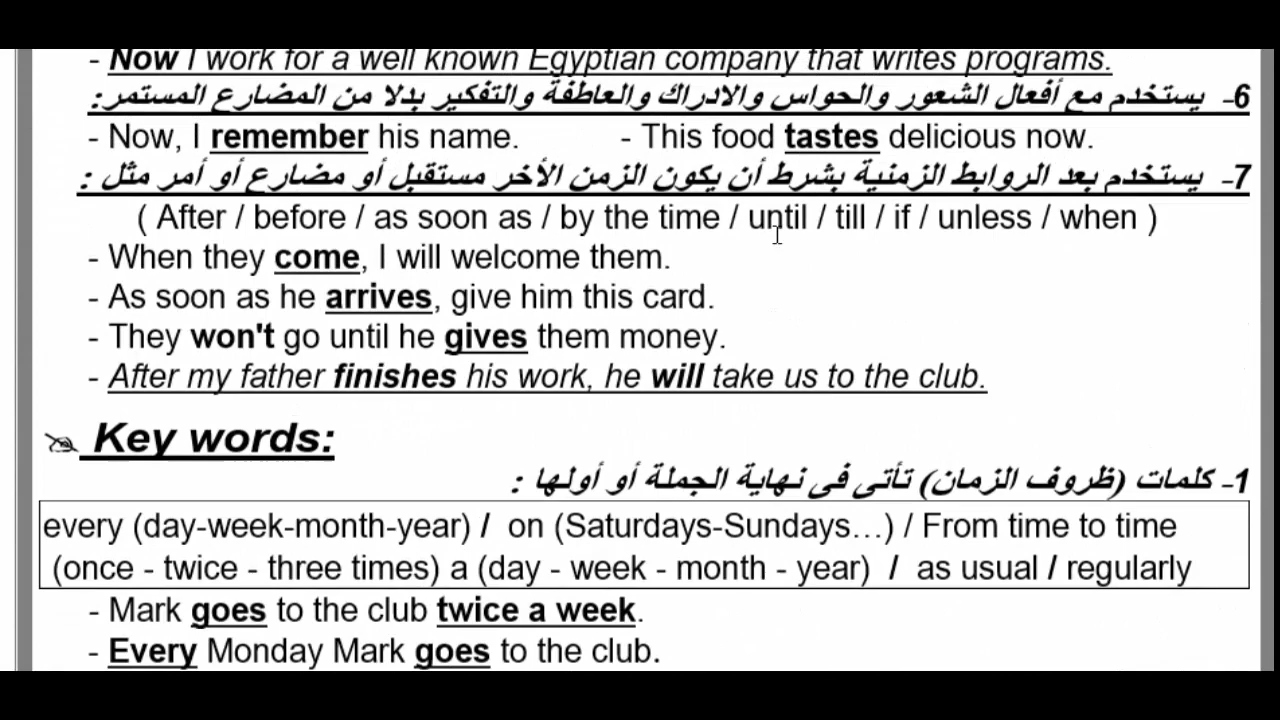 - Now I work for a well known Egyptian company that writes programs.
6- يستخدم مع أفعال الشعور والحواس والادراك والعاطفة والتفكير بدلا من المضارع المستمر:
- Now, I remember his name. - This food tastes delicious now.
7- يستخدم بعد الروابط الزمنية بشرط أن يكون الزمن الأخر مستقبل أو مضارع أو أمر مثل :
( After / before / as soon as / by the time / until / till / if / unless / when )
- When they come, I will welcome them.
- As soon as he arrives, give him this card.
- They won't go until he gives them money.
- After my father finishes his work, he will take us to the club.
Key words:
1- كلمات (ظروف الزمان) تأتى فى نهاية الجملة أو أولها :
every (day-week-month-year) / on (Saturdays-Sundays...) / From time to time
(once - twice - three times) a (day - week - month - year) / as usual / regularly
- Mark goes to the club twice a week.
- Every Monday Mark goes to the club.